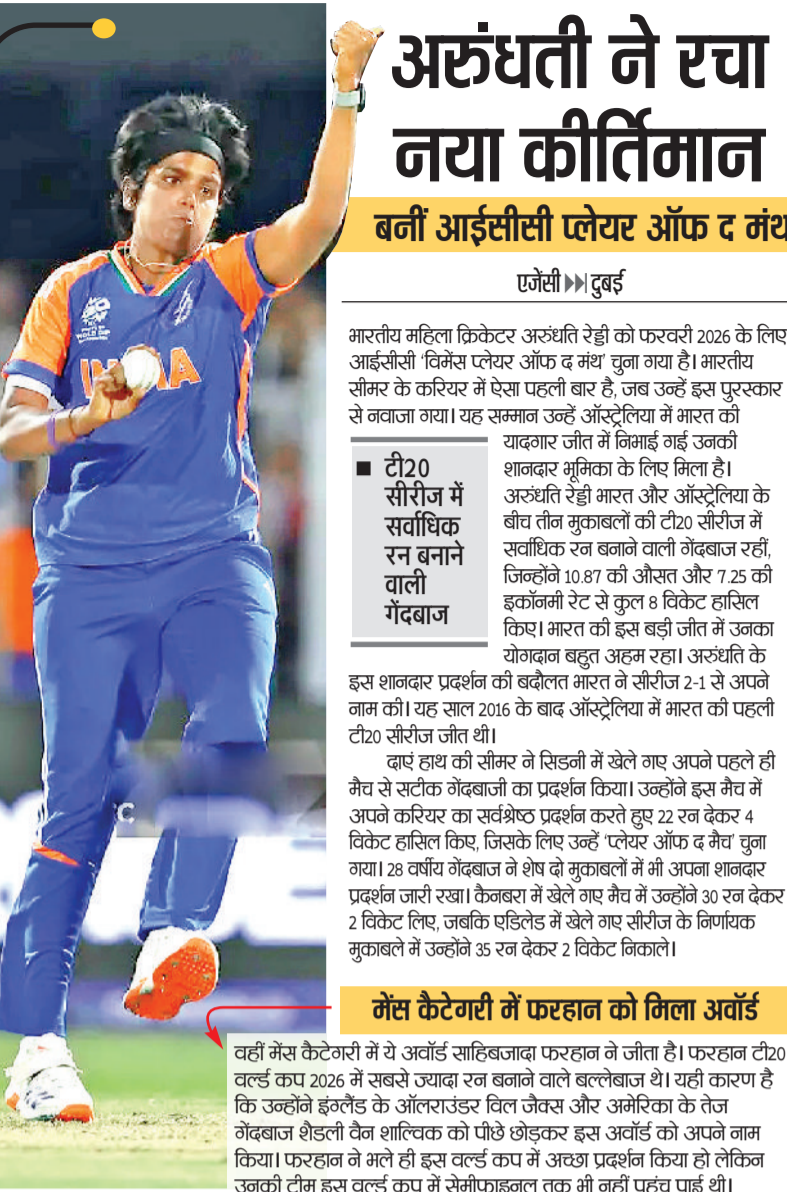 अरुंधती ने रचा
नया कीर्तिमान
बनीं आईसीसी प्लेयर ऑफ द मंथ
एजेंसी दुबई
भारतीय महिला क्रिकेटर अरुंधति रेड्डी को फरवरी 2026 के लिए
आईसीसी ‘विमेंस प्लेयर ऑफ द मंथ’ चुना गया है। भारतीय
सीमर के करियर में ऐसा पहली बार है, जब उन्हें इस पुरस्कार
से नवाजा गया। यह सम्मान उन्हें ऑस्ट्रेलिया में भारत की
यादगार जीत में निभाई गई उनकी
शानदार भूमिका के लिए मिला है।
अरुंधति रेड्डी भारत और ऑस्ट्रेलिया के
बीच तीन मुकाबलों की टी20 सीरीज में
सर्वाधिक रन बनाने वाली गेंदबाज रहीं,
जिन्होंने 10.87 की औसत और 7.25 की
इकॉनमी रेट से कुल 8 विकेट हासिल
किए। भारत की इस बड़ी जीत में उनका
योगदान बहुत अहम रहा। अरुंधति के
■ टी20
सीरीज में
सर्वाधिक
रन बनाने
वाली
गेंदबाज
इस शानदार प्रदर्शन की बदौलत भारत ने सीरीज 2-1 से अपने
नाम की। यह साल 2016 के बाद ऑस्ट्रेलिया में भारत की पहली
टी20 सीरीज जीत थी।
दाएं हाथ की सीमर ने सिडनी में खेले गए अपने पहले ही
मैच से सटीक गेंदबाजी का प्रदर्शन किया। उन्होंने इस मैच में
अपने करियर का सर्वश्रेष्ठ प्रदर्शन करते हुए 22 रन देकर 4
विकेट हासिल किए, जिसके लिए उन्हें ‘प्लेयर ऑफ द मैच’ चुना
गया। 28 वर्षीय गेंदबाज ने शेष दो मुकाबलों में भी अपना शानदार
प्रदर्शन जारी रखा। कैनबरा में खेले गए मैच में उन्होंने 30 रन देकर
2 विकेट लिए, जबकि एडिलेड में खेले गए सीरीज के निर्णायक
मुकाबले में उन्होंने 35 रन देकर 2 विकेट निकाले।
मेंस कैटेगरी में फरहान को मिला अवॉर्ड
वहीं मेंस कैटेगरी में ये अवॉर्ड साहिबजादा फरहान ने जीता है। फरहान टी20
वर्ल्ड कप 2026 में सबसे ज्यादा रन बनाने वाले बल्लेबाज थे। यही कारण है
कि उन्होंने इंग्लैंड के ऑलराउंडर विल जैक्स और अमेरिका के तेज
गेंदबाज शैडली वैन शाल्विक को पीछे छोड़कर इस अवॉर्ड को अपने नाम
किया। फरहान ने भले ही इस वर्ल्ड कप में अच्छा प्रदर्शन किया हो लेकिन
उनकी टीम इस वर्ल्ड कप में सेमीफाइनल तक भी नहीं पहुंच पाई थी।
INDIA